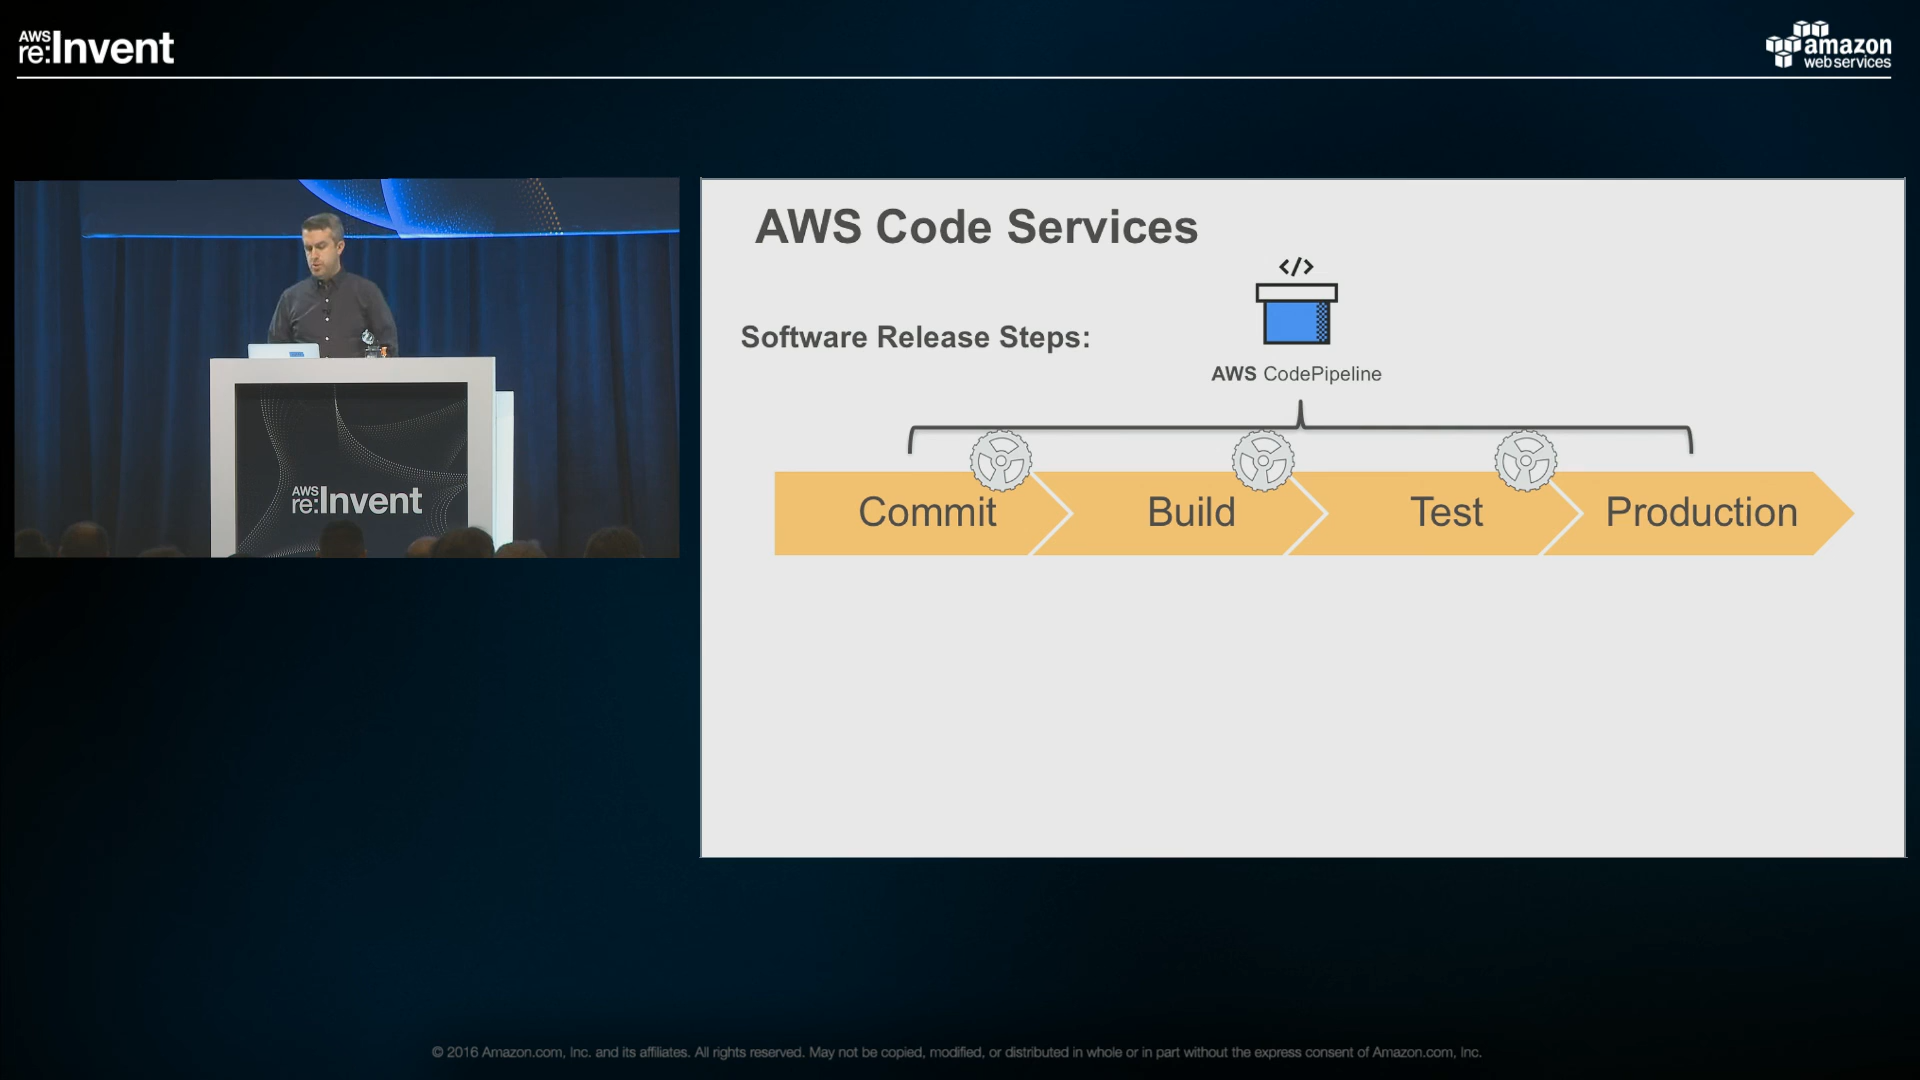 AWS
re:Invent
amazon
webservices
AWS Code Services
</>
Software Release Steps:
AWS CodePipeline
Commit
Build
Test
Production
AWS
re:Invent
© 2016 Amazon.com, Inc. and its affiliates. All rights reserved. May not be copied, modified, or distributed in whole or in part without the express consent of Amazon.com, Inc.